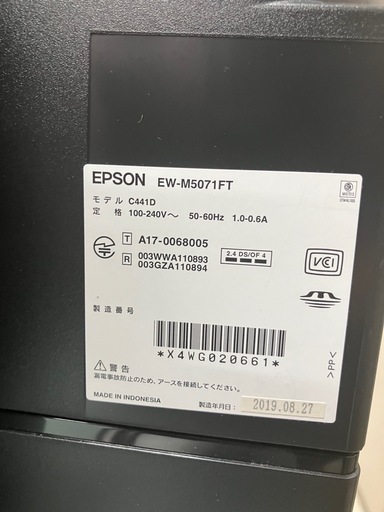 EPSON EW-M5071FT
モデル C441D
定 格 100-240V～ 50-60Hz 1.0-0.6A
T A17-0068005
R 003WWA110893
003GZA110894
2.4 DS/OF 4
VCCI
製造番号
*X4WG020661*
>PP<
⚠警告
漏電事故防止のため、アースを接続してください。
MADE IN INDONESIA
製造年月日: 2019.08.27